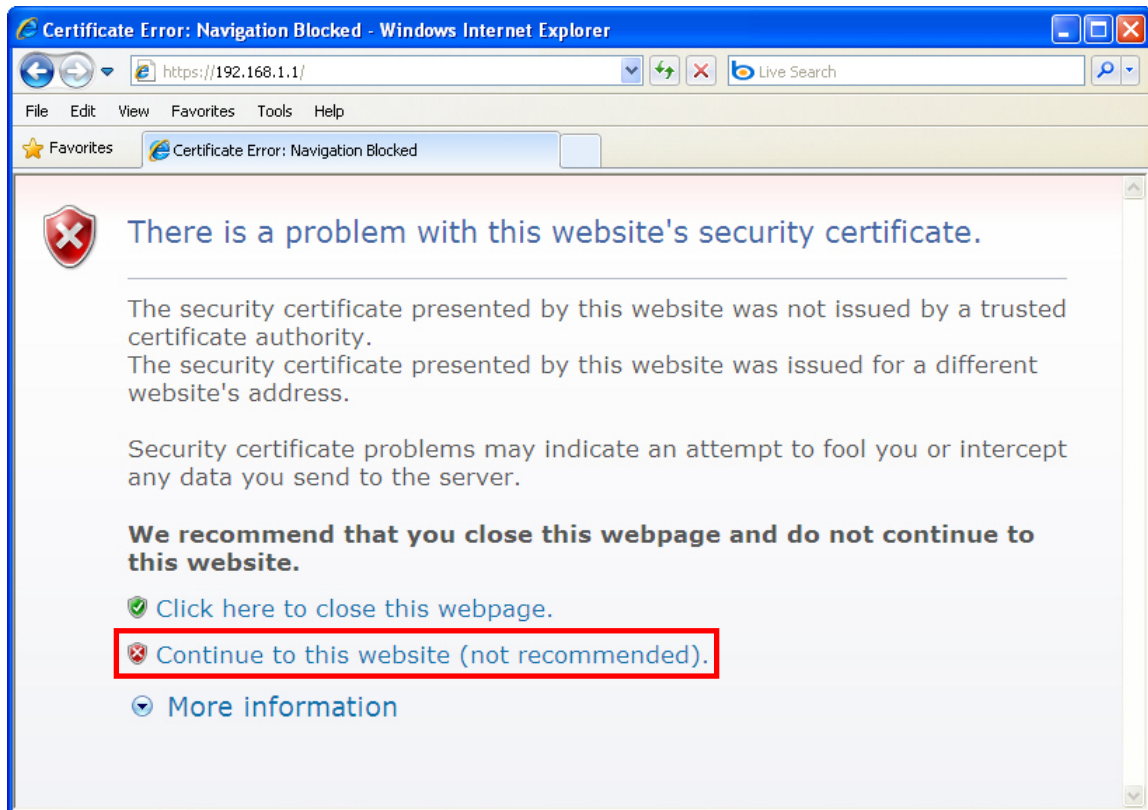 Certificate Error: Navigation Blocked - Windows Internet Explorer
https://192.168.1.1/
Live Search
File Edit View Favorites Tools Help
Favorites
Certificate Error: Navigation Blocked
There is a problem with this website's security certificate.
The security certificate presented by this website was not issued by a trusted
certificate authority.
The security certificate presented by this website was issued for a different
website's address.
Security certificate problems may indicate an attempt to fool you or intercept
any data you send to the server.
We recommend that you close this webpage and do not continue to
this website.
Click here to close this webpage.
Continue to this website (not recommended).
More information